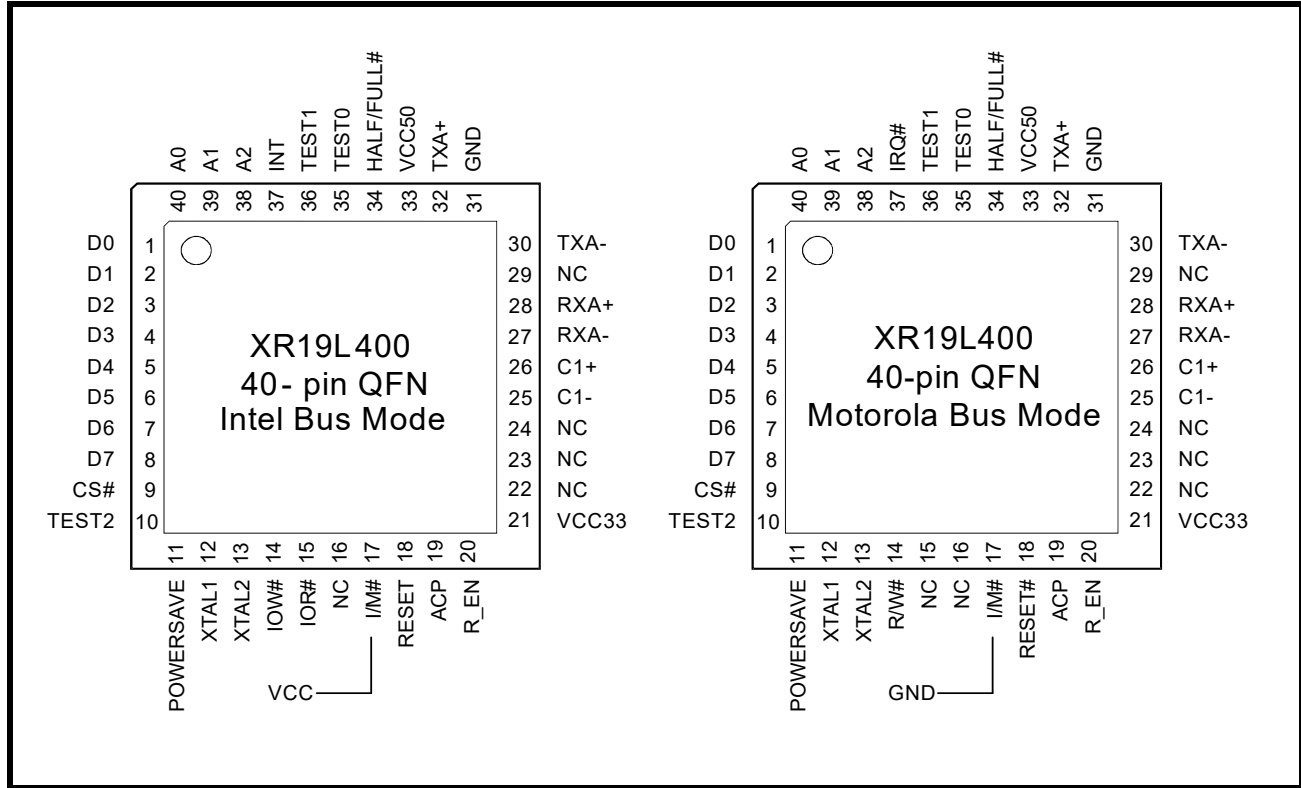 A0
A1
A2
INT
TEST1
TEST0
HALF/FULL#
VCC50
TXA+
GND
40
39
38
37
36
35
34
33
32
31
D0 1
D1 2
D2 3
D3 4
D4 5
D5 6
D6 7
D7 8
CS# 9
TEST2 10
XR19L400
40- pin QFN
Intel Bus Mode
30 TXA-
29 NC
28 RXA+
27 RXA-
26 C1+
25 C1-
24 NC
23 NC
22 NC
21 VCC33
11
12
13
14
15
16
17
18
19
20
POWERSAVE
XTAL1
XTAL2
IOW#
IOR#
NC
I/M#
RESET
ACP
R_EN
VCC
A0
A1
A2
IRQ#
TEST1
TEST0
HALF/FULL#
VCC50
TXA+
GND
40
39
38
37
36
35
34
33
32
31
D0 1
D1 2
D2 3
D3 4
D4 5
D5 6
D6 7
D7 8
CS# 9
TEST2 10
XR19L400
40-pin QFN
Motorola Bus Mode
30 TXA-
29 NC
28 RXA+
27 RXA-
26 C1+
25 C1-
24 NC
23 NC
22 NC
21 VCC33
11
12
13
14
15
16
17
18
19
20
POWERSAVE
XTAL1
XTAL2
R/W#
NC
NC
I/M#
RESET#
ACP
R_EN
GND